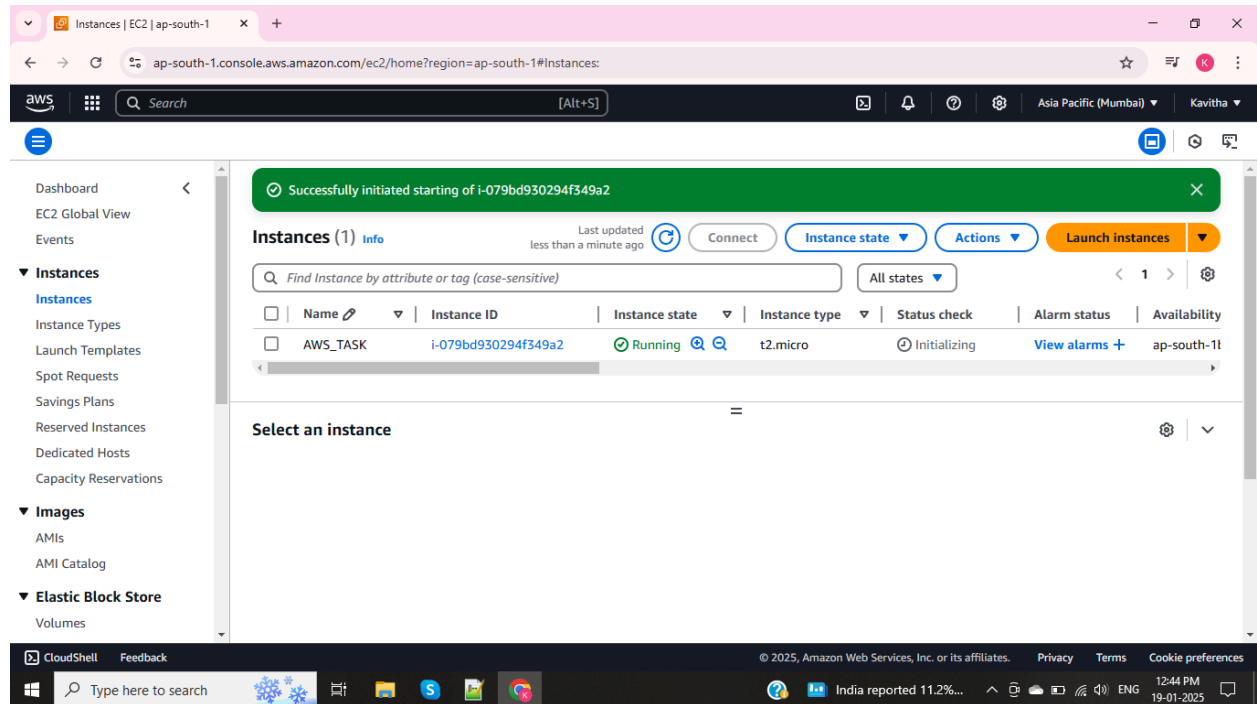 Instances | EC2 | ap-south-1
ap-south-1.console.aws.amazon.com/ec2/home?region=ap-south-1#Instances:
K
aws
Search
[Alt+S]
Asia Pacific (Mumbai)
Kavitha
Dashboard
EC2 Global View
Events
Instances
Instances
Instance Types
Launch Templates
Spot Requests
Savings Plans
Reserved Instances
Dedicated Hosts
Capacity Reservations
Images
AMIs
AMI Catalog
Elastic Block Store
Volumes
Successfully initiated starting of i-079bd930294f349a2
Instances (1) Info
Last updated
less than a minute ago
Connect
Instance state
Actions
Launch instances
Find Instance by attribute or tag (case-sensitive)
All states
1
Name Instance ID Instance state Instance type Status check Alarm status Availability
AWS_TASK i-079bd930294f349a2 Running t2.micro Initializing View alarms + ap-south-1b
Select an instance
CloudShell Feedback © 2025, Amazon Web Services, Inc. or its affiliates. Privacy Terms Cookie preferences
Type here to search
India reported 11.2%...
ENG
12:44 PM
19-01-2025